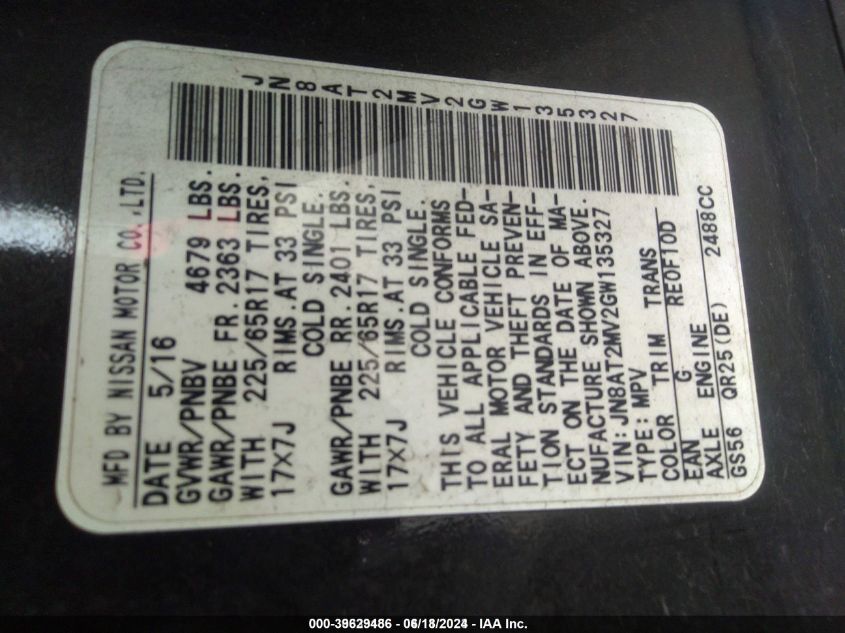 MFD BY NISSAN MOTOR CO.,LTD.
JN8AT2MV2GW135327
DATE 5/16
GVWR/PNBV 4679 LBS.
GAWR/PNBE FR. 2363 LBS.
WITH 225/65R17 TIRES,
17X7J RIMS.AT 33 PSI
COLD SINGLE.
GAWR/PNBE RR. 2401 LBS.
WITH 225/65R17 TIRES,
17X7J RIMS.AT 33 PSI
COLD SINGLE.
THIS VEHICLE CONFORMS
TO ALL APPLICABLE FED-
ERAL MOTOR VEHICLE SA-
FETY AND THEFT PREVEN-
TION STANDARDS IN EFF-
ECT ON THE DATE OF MA-
NUFACTURE SHOWN ABOVE.
VIN:JN8AT2MV2GW135327
TYPE: MPV
COLOR TRIM TRANS
EAN G RE0F10D
AXLE ENGINE
GS56 QR25(DE) 2488CC
000-39629486 - 06/18/2024 - IAA Inc.